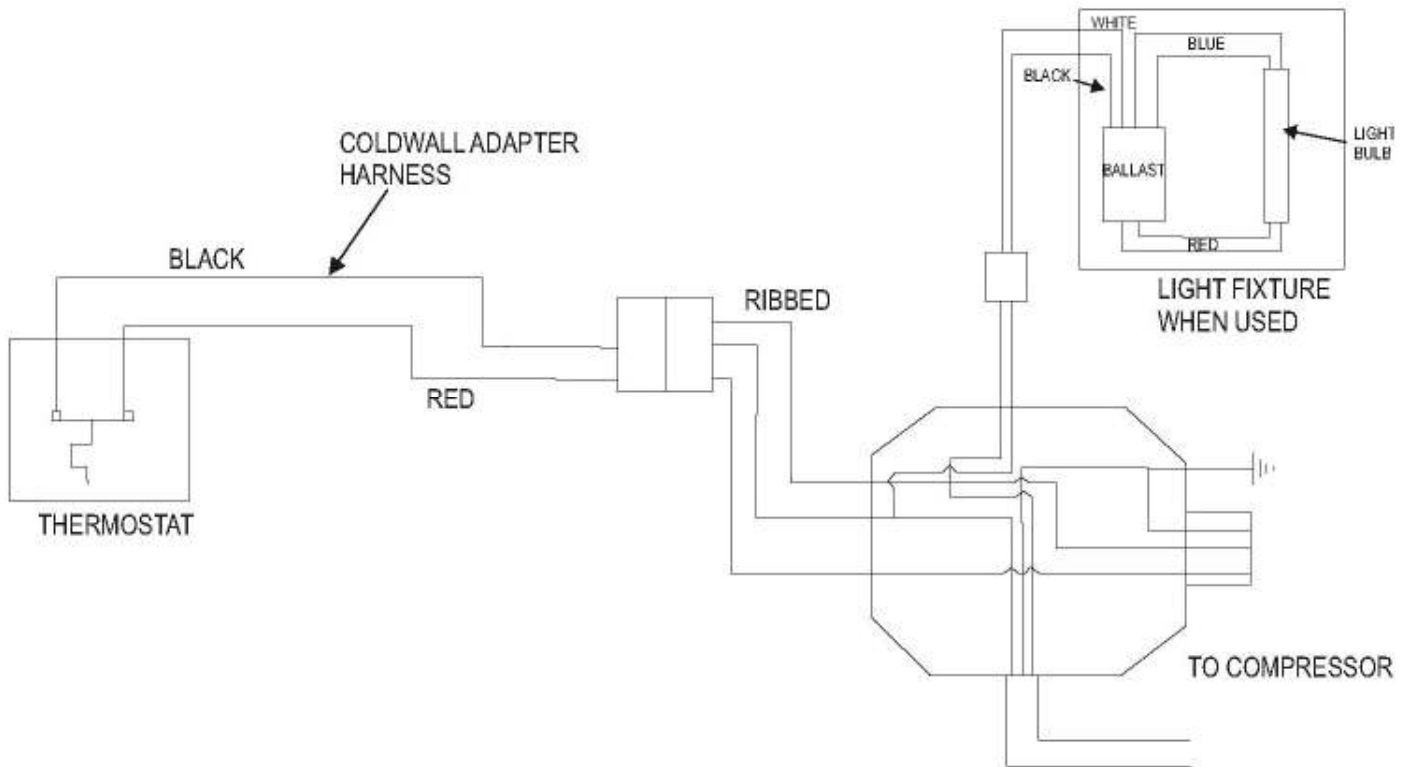 WHITE
BLUE
BLACK
LIGHT
BULB
BALLAST
RED
LIGHT FIXTURE
WHEN USED
COLDWALL ADAPTER
HARNESS
BLACK
RIBBED
RED
THERMOSTAT
TO COMPRESSOR